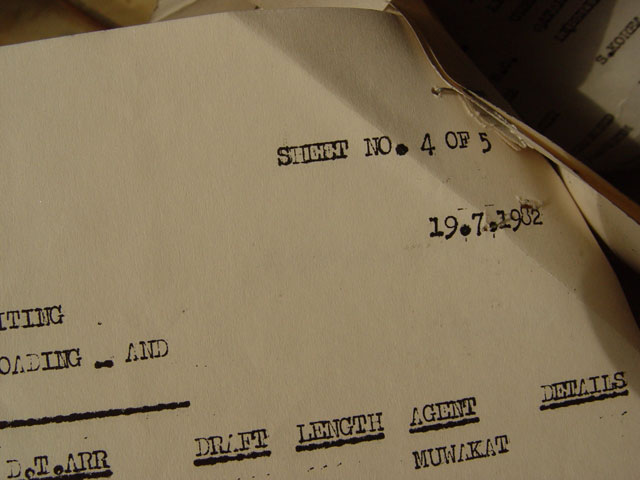 SHEET NO. 4 OF 5
19.7.1982
ITING
OADING - AND
D.T.ARR DRAFT LENGTH AGENT DETAILS
MUWAKAT